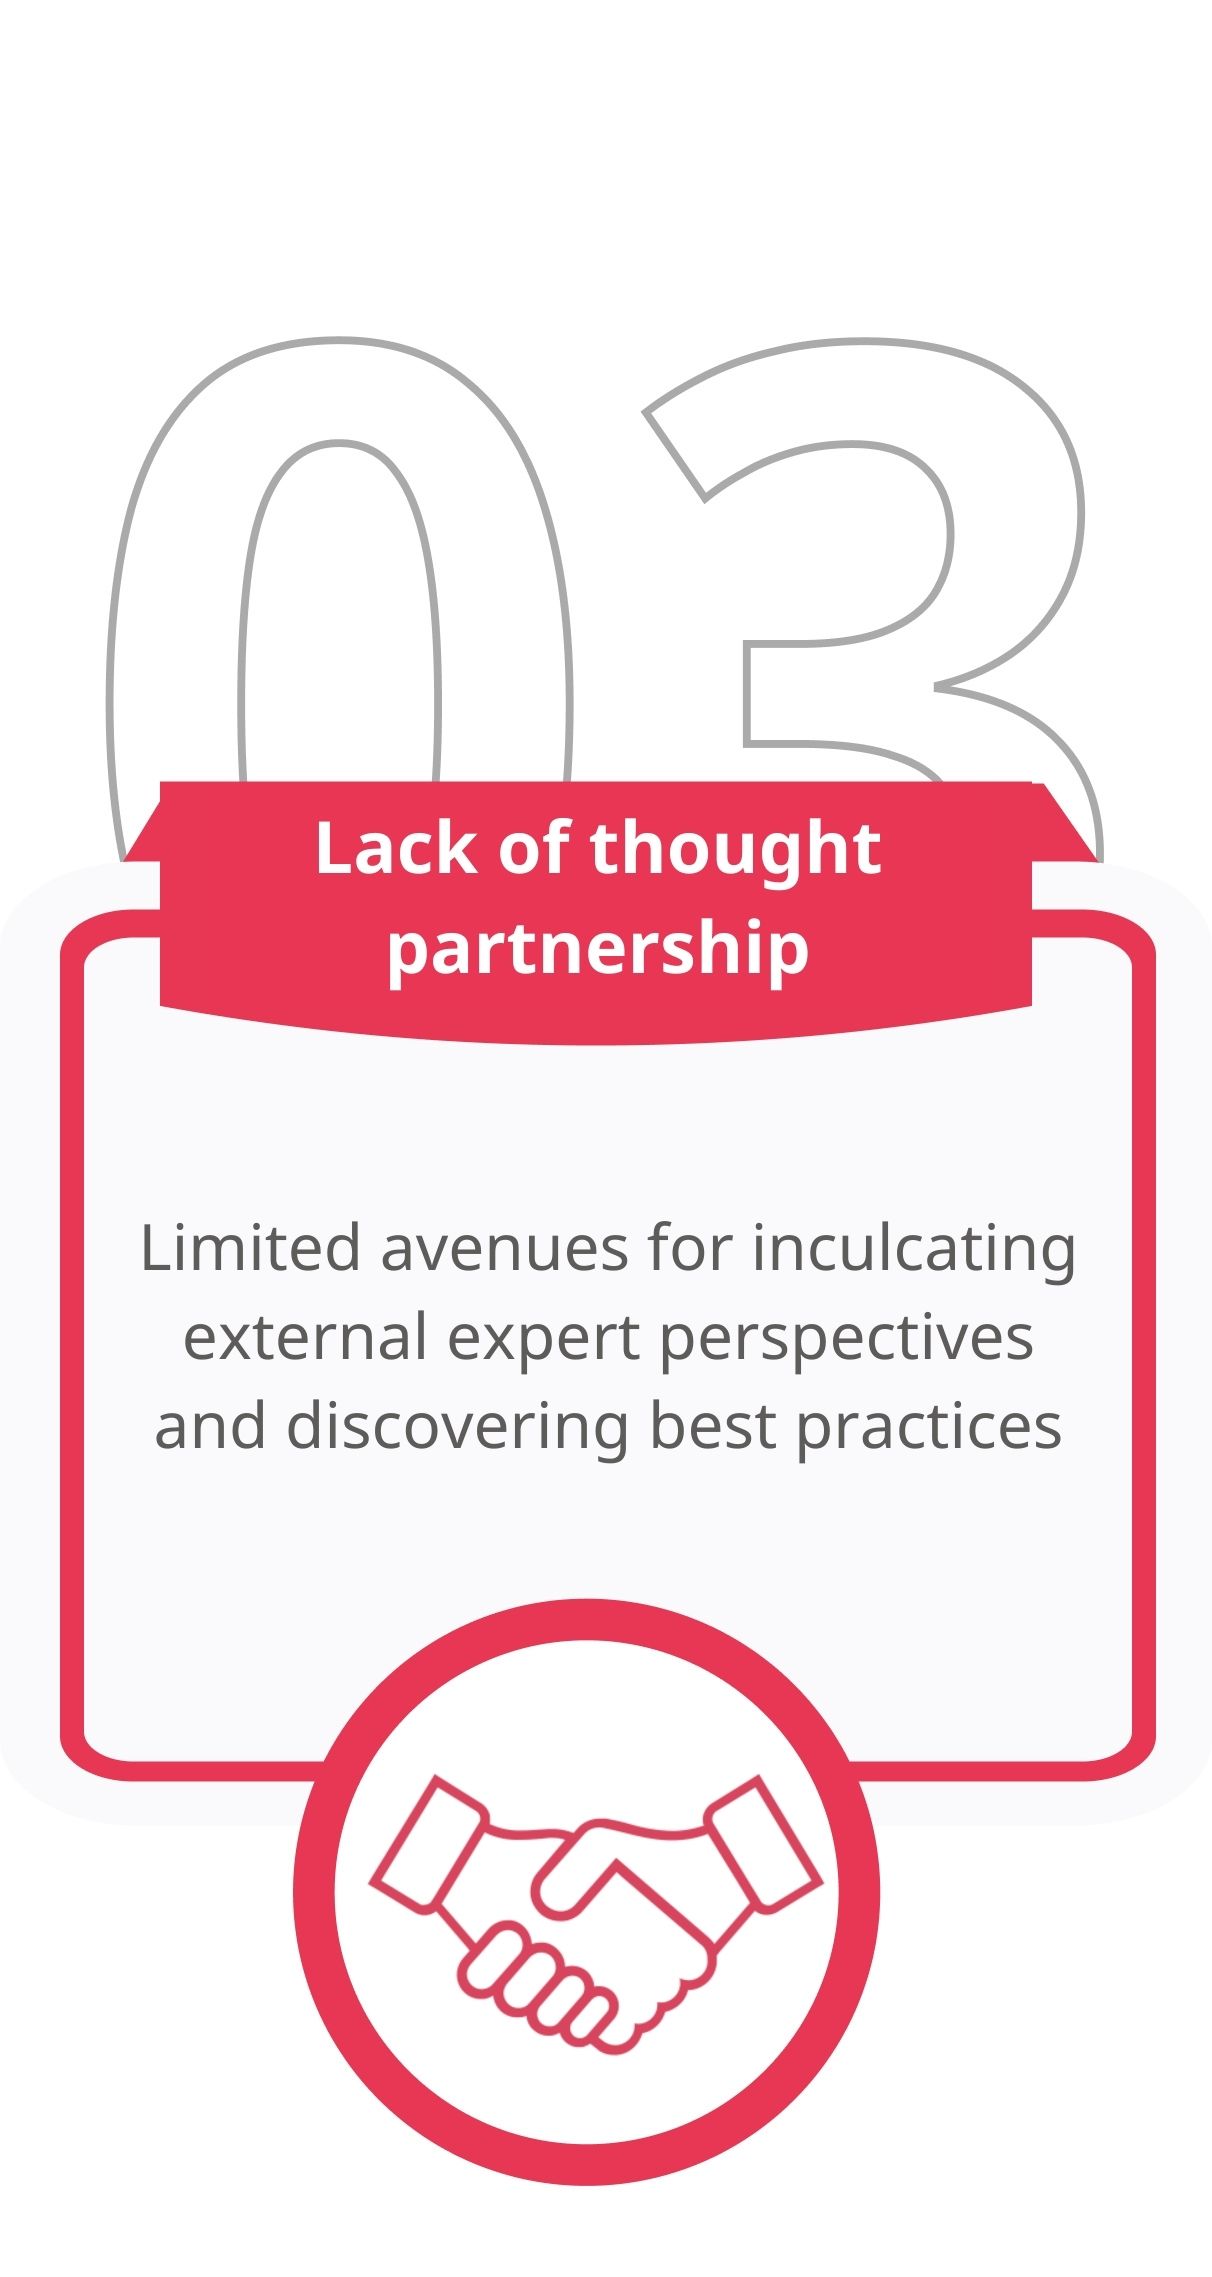 03
Lack of thought
partnership
Limited avenues for inculcating
external expert perspectives
and discovering best practices